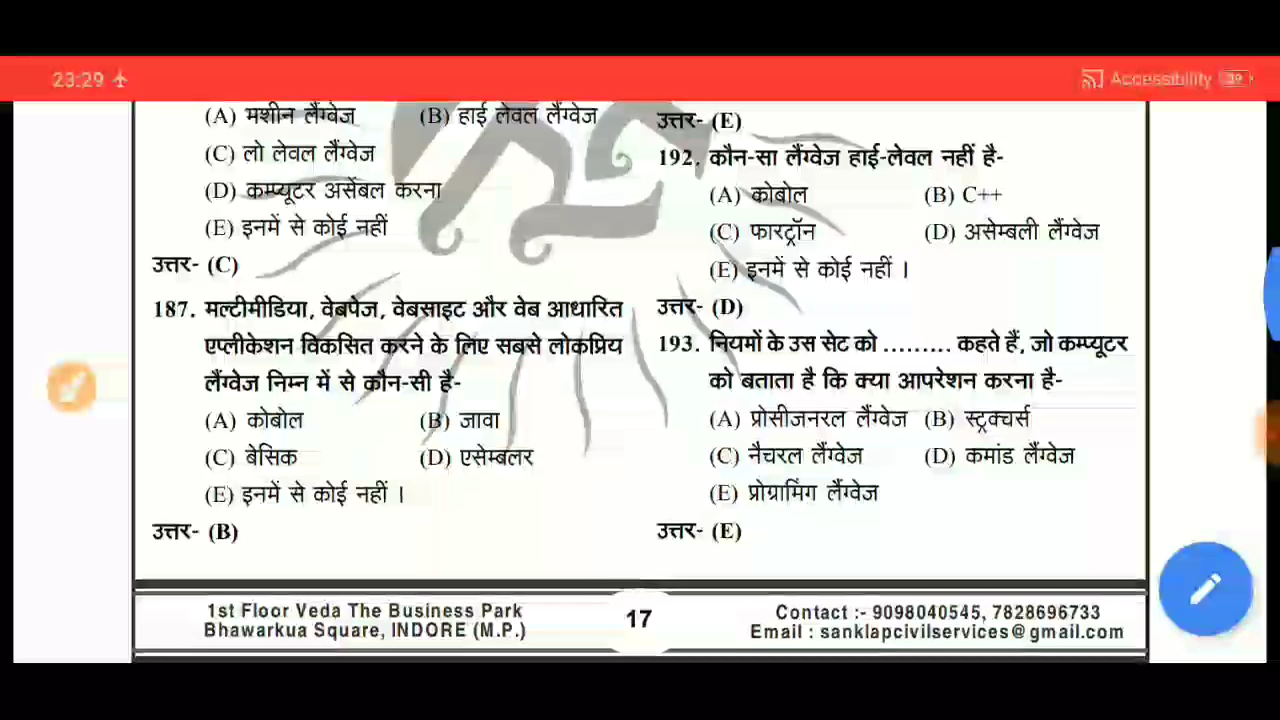 23:29
Accessibility 39
(A) मशीन लैंग्वेज (B) हाई लेवल लैंग्वेज
(C) लो लेवल लैंग्वेज
(D) कम्प्यूटर असेंबल करना
(E) इनमें से कोई नहीं
उत्तर- (C)
187. मल्टीमीडिया, वेबपेज, वेबसाइट और वेब आधारित
एप्लीकेशन विकसित करने के लिए सबसे लोकप्रिय
लैंग्वेज निम्न में से कौन-सी है-
(A) कोबोल (B) जावा
(C) बेसिक (D) एसेम्बलर
(E) इनमें से कोई नहीं ।
उत्तर- (B)
उत्तर- (E)
192. कौन-सा लैंग्वेज हाई-लेवल नहीं है-
(A) कोबोल (B) C++
(C) फारट्रॉन (D) असेम्बली लैंग्वेज
(E) इनमें से कोई नहीं ।
उत्तर- (D)
193. नियमों के उस सेट को ......... कहते हैं, जो कम्प्यूटर
को बताता है कि क्या आपरेशन करना है-
(A) प्रोसीजनरल लैंग्वेज (B) स्ट्रक्चर्स
(C) नैचरल लैंग्वेज (D) कमांड लैंग्वेज
(E) प्रोग्रामिंग लैंग्वेज
उत्तर- (E)
1st Floor Veda The Business Park
Bhawarkua Square, INDORE (M.P.)
17
Contact :- 9098040545, 7828696733
Email : sanklapcivilservices@gmail.com